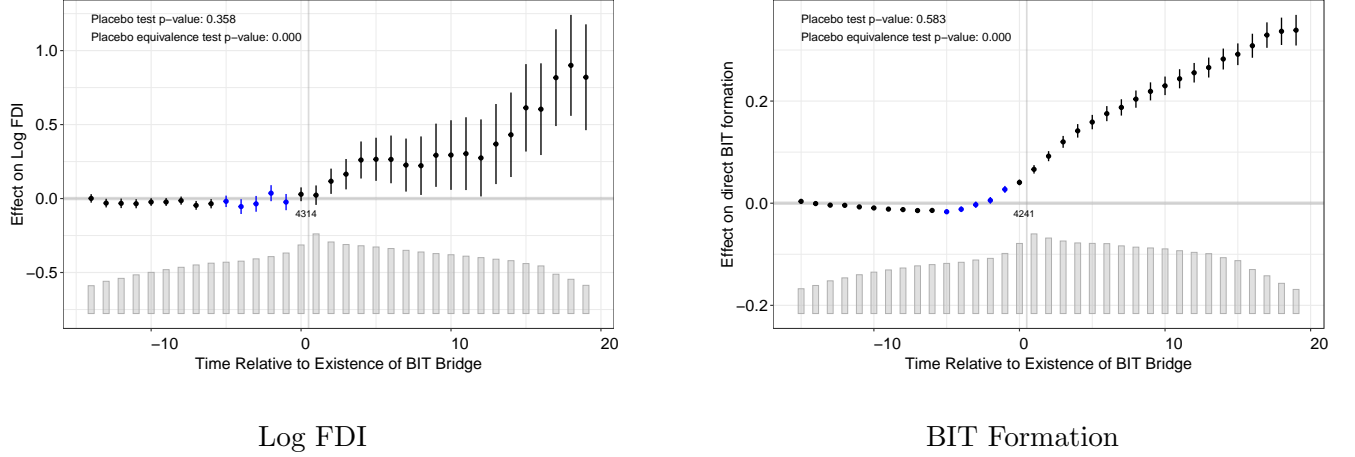 Placebo test p−value: 0.358
Placebo equivalence test p−value: 0.000
1.0
0.5
0.0
−0.5
Effect on Log FDI
4314
−10
0
10
20
Time Relative to Existence of BIT Bridge
Log FDI
Placebo test p−value: 0.583
Placebo equivalence test p−value: 0.000
0.2
0.0
−0.2
Effect on direct BIT formation
4241
−10
0
10
20
Time Relative to Existence of BIT Bridge
BIT Formation